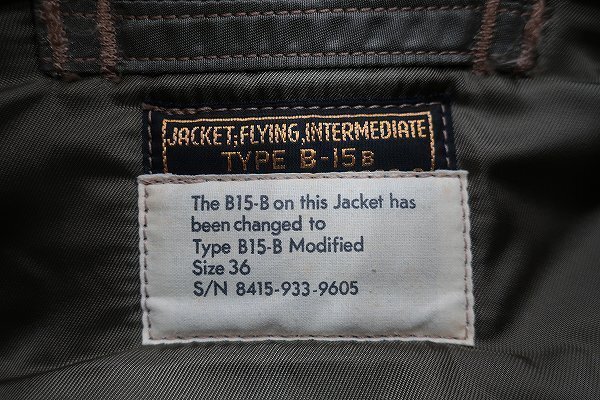 JACKET, FLYING, INTERMEDIATE
TYPE B-15B
The B15-B on this Jacket has
been changed to
Type B15-B Modified
Size 36
S/N 8415-933-9605